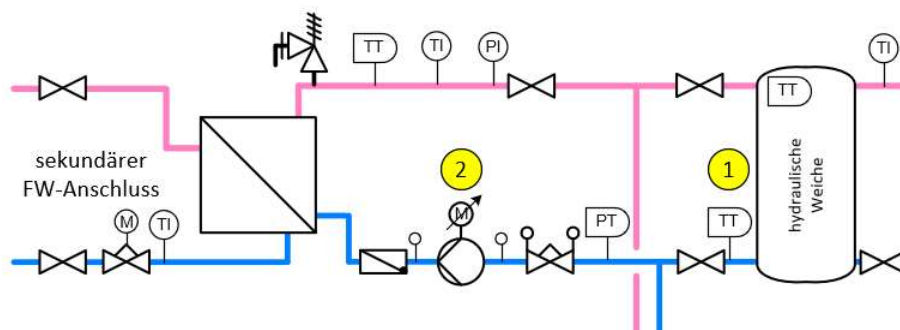 TT
TI
PI
TI
TT
sekundärer
FW-Anschluss
M
TI
2
M
PT
1
TT
hydraulische
Weiche